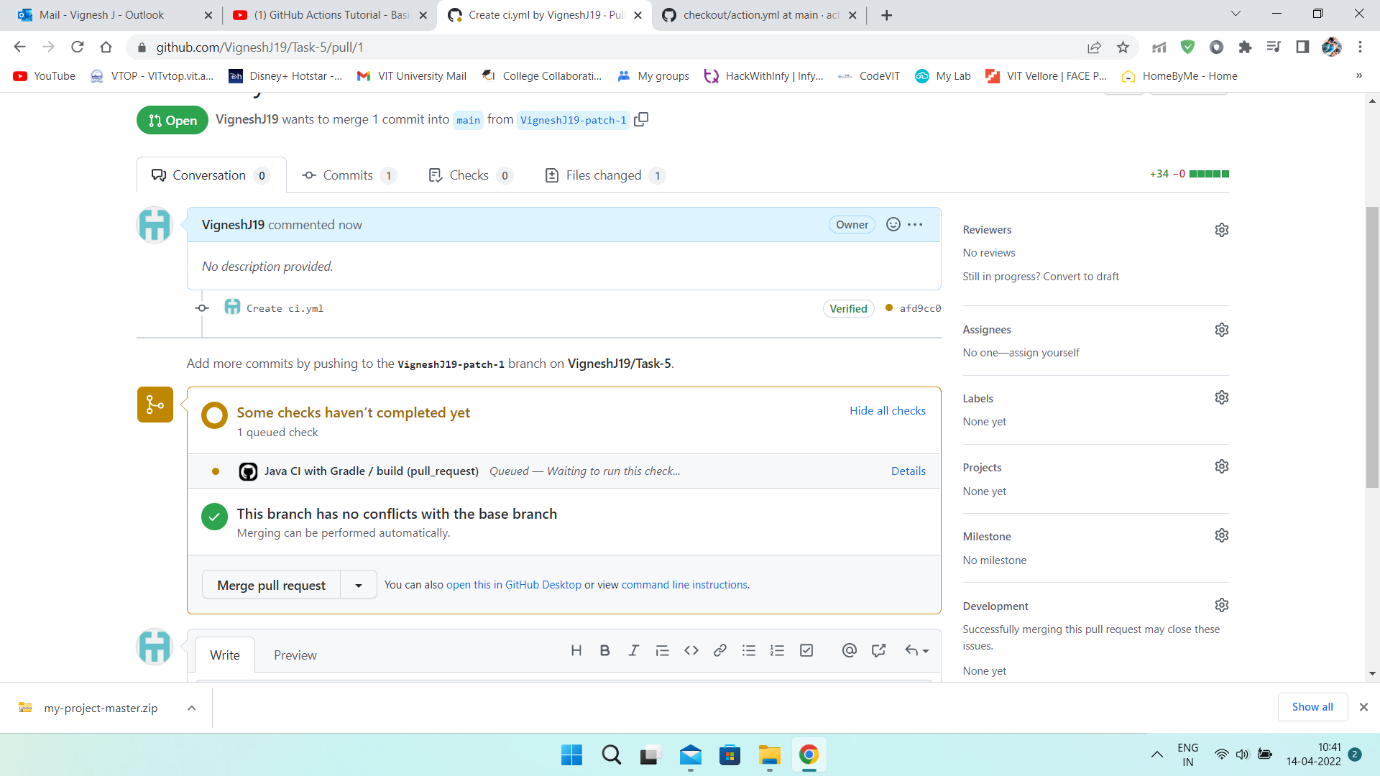 Mail - Vignesh J - Outlook
(1) GitHub Actions Tutorial - Basi
Create ci.yml by VigneshJ19 · Pull
checkout/action.yml at main · act
github.com/VigneshJ19/Task-5/pull/1
YouTube
VTOP - VITvtop.vit.a...
Disney+ Hotstar -...
VIT University Mail
College Collaborati...
My groups
HackWithInfy | Infy...
CodeVIT
My Lab
VIT Vellore | FACE P...
HomeByMe - Home
»
Open
VigneshJ19 wants to merge 1 commit into main from VigneshJ19-patch-1
Conversation 0
Commits 1
Checks 0
Files changed 1
+34 −0
VigneshJ19 commented now
Owner
No description provided.
Create ci.yml
Verified
afd9cc0
Add more commits by pushing to the VigneshJ19-patch-1 branch on VigneshJ19/Task-5.
Some checks haven't completed yet
Hide all checks
1 queued check
Java CI with Gradle / build (pull_request) Queued — Waiting to run this check...
Details
This branch has no conflicts with the base branch
Merging can be performed automatically.
Merge pull request
You can also open this in GitHub Desktop or view command line instructions.
Write
Preview
H B I
Reviewers
No reviews
Still in progress? Convert to draft
Assignees
No one—assign yourself
Labels
None yet
Projects
None yet
Milestone
No milestone
Development
Successfully merging this pull request may close these
issues.
None yet
my-project-master.zip
Show all
ENG
IN
10:41
14-04-2022
2